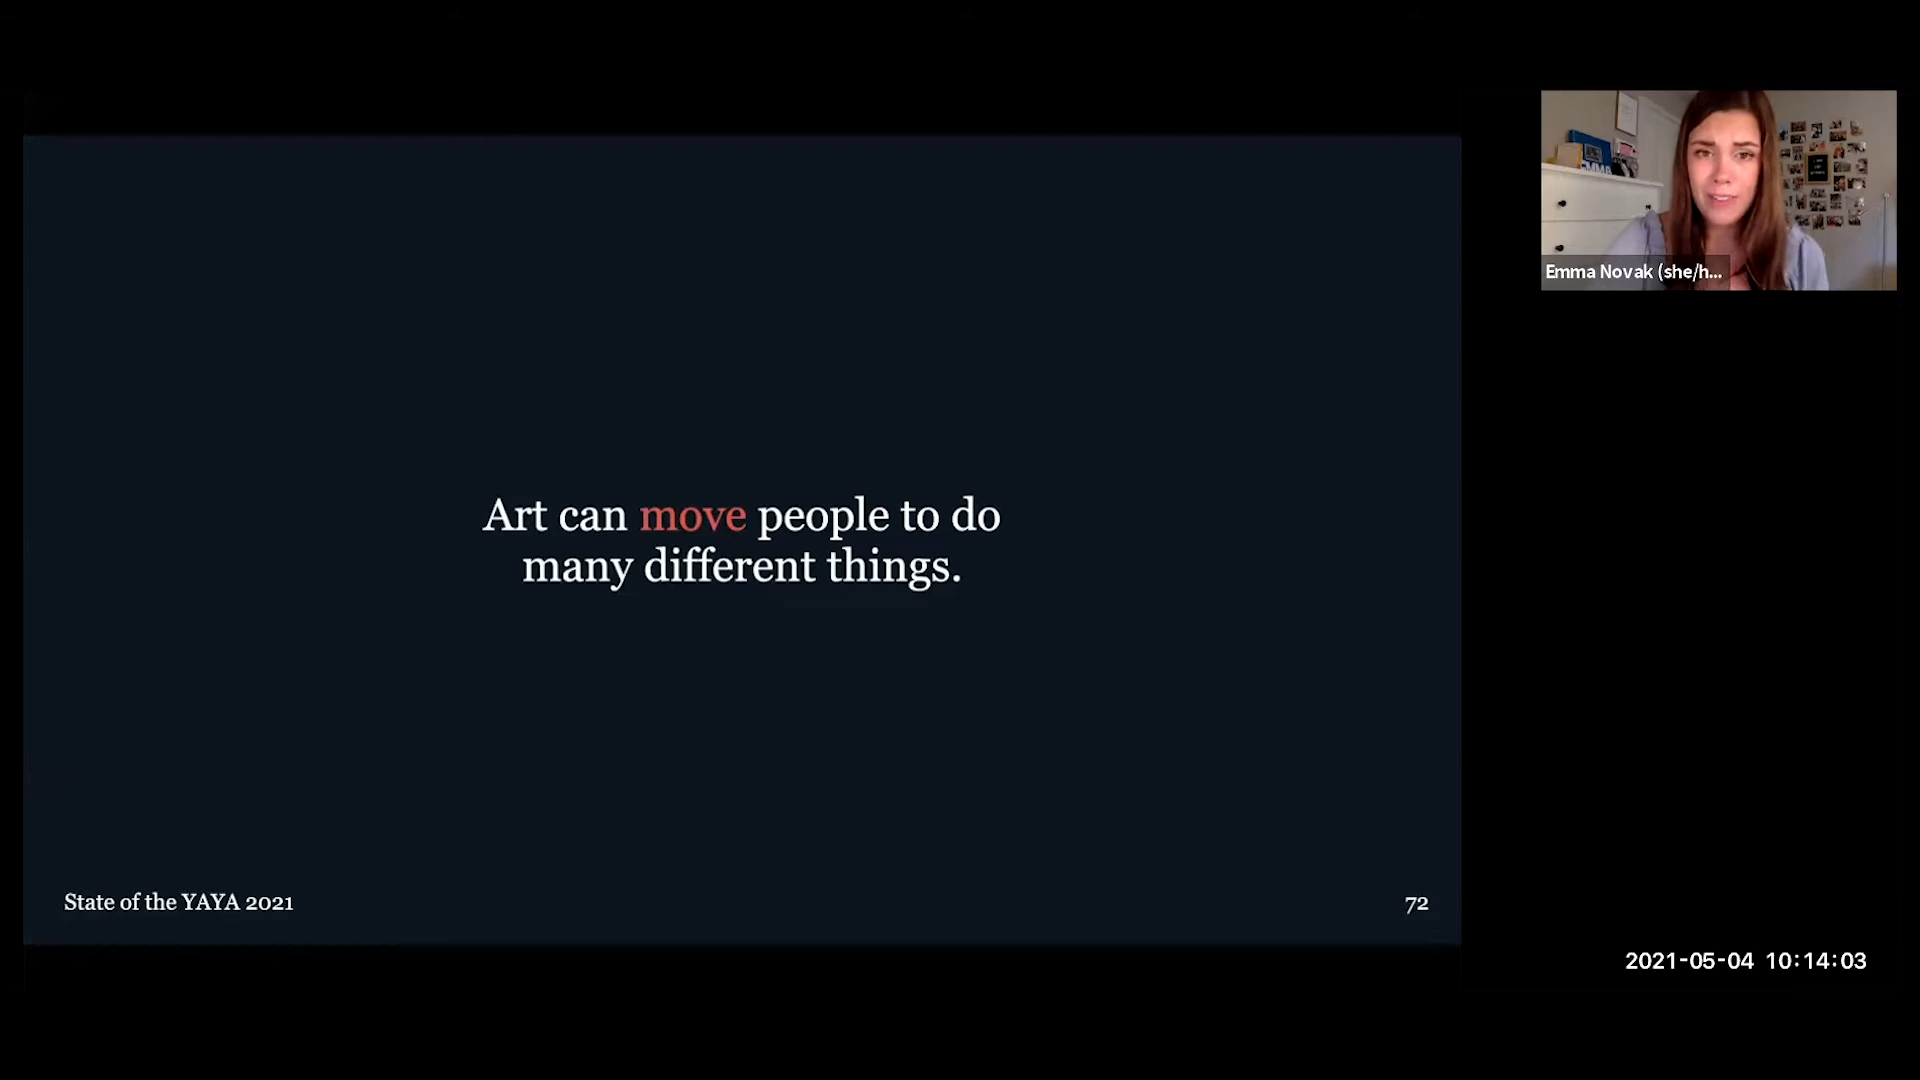 Art can move people to do
many different things.
State of the YAYA 2021
72
Emma Novak (she/h...
2021-05-04 10:14:03